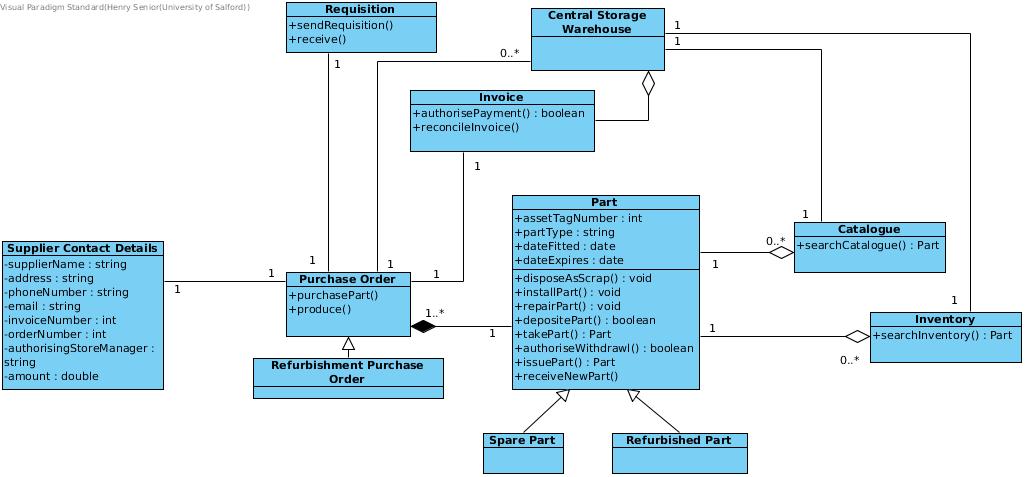 Visual Paradigm Standard(Henry Senior(University of Salford))
Requisition
+sendRequisition()
+receive()
1
0..*
Central Storage
Warehouse
1
1
Invoice
+authorisePayment() : boolean
+reconcileInvoice()
1
Part
+assetTagNumber : int
+partType : string
+dateFitted : date
+dateExpires : date
+disposeAsScrap() : void
+installPart() : void
+repairPart() : void
+depositePart() : boolean
+takePart() : Part
+authoriseWithdrawl() : boolean
+issuePart() : Part
+receiveNewPart()
1
Catalogue
+searchCatalogue() : Part
0..*
1
Supplier Contact Details
-supplierName : string
-address : string
-phoneNumber : string
-email : string
-invoiceNumber : int
-orderNumber : int
-authorisingStoreManager :
string
-amount : double
1
1
1
1
1
Purchase Order
+purchasePart()
+produce()
1..*
1
1
Inventory
+searchInventory() : Part
1
0..*
Refurbishment Purchase
Order
Spare Part
Refurbished Part